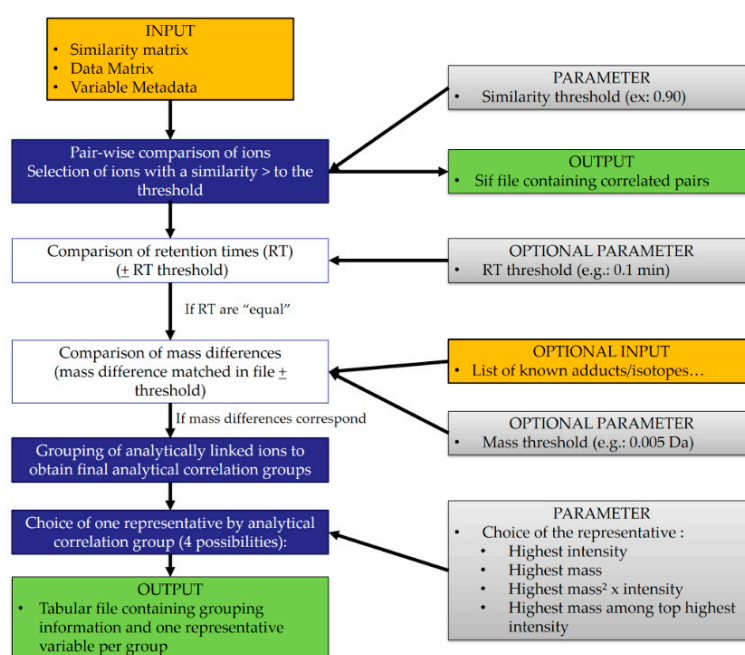 INPUT
• Similarity matrix
• Data Matrix
• Variable Metadata
PARAMETER
• Similarity threshold (ex: 0.90)
Pair-wise comparison of ions
Selection of ions with a similarity > to the
threshold
OUTPUT
• Sif file containing correlated pairs
Comparison of retention times (RT)
(± RT threshold)
OPTIONAL PARAMETER
• RT threshold (e.g.: 0.1 min)
If RT are “equal”
Comparison of mass differences
(mass difference matched in file ±
threshold)
OPTIONAL INPUT
• List of known adducts/isotopes…
OPTIONAL PARAMETER
• Mass threshold (e.g.: 0.005 Da)
If mass differences correspond
Grouping of analytically linked ions to
obtain final analytical correlation groups
Choice of one representative by analytical
correlation group (4 possibilities):
PARAMETER
• Choice of the representative :
• Highest intensity
• Highest mass
• Highest mass² x intensity
• Highest mass among top highest
intensity
OUTPUT
• Tabular file containing grouping
information and one representative
variable per group